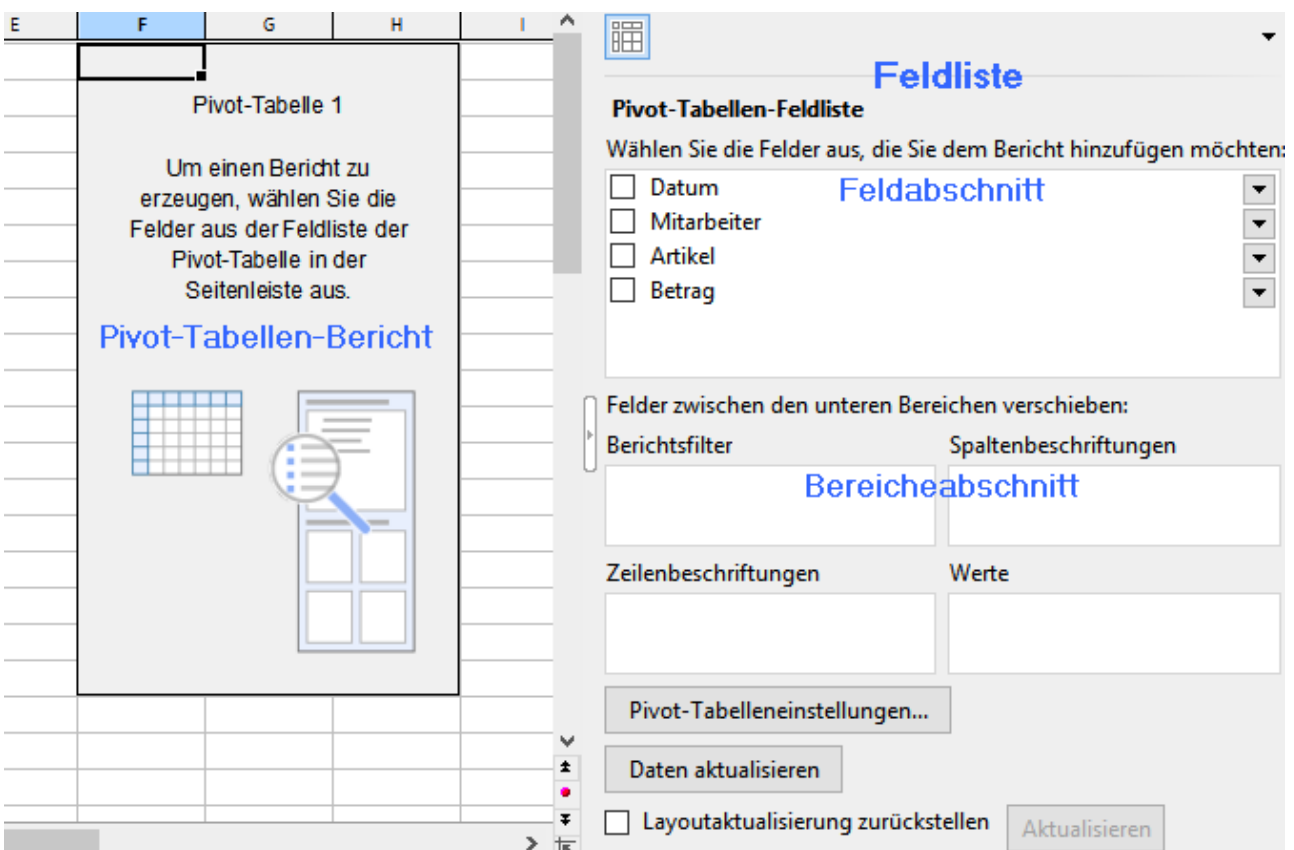 E F G H I
Pivot-Tabelle 1
Um einen Bericht zu
erzeugen, wählen Sie die
Felder aus der Feldliste der
Pivot-Tabelle in der
Seitenleiste aus.
Pivot-Tabellen-Bericht
Feldliste
Pivot-Tabellen-Feldliste
Wählen Sie die Felder aus, die Sie dem Bericht hinzufügen möchten:
Datum
Feldabschnitt
Mitarbeiter
Artikel
Betrag
Felder zwischen den unteren Bereichen verschieben:
Berichtsfilter Spaltenbeschriftungen
Bereicheabschnitt
Zeilenbeschriftungen Werte
Pivot-Tabelleneinstellungen...
Daten aktualisieren
Layoutaktualisierung zurückstellen Aktualisieren